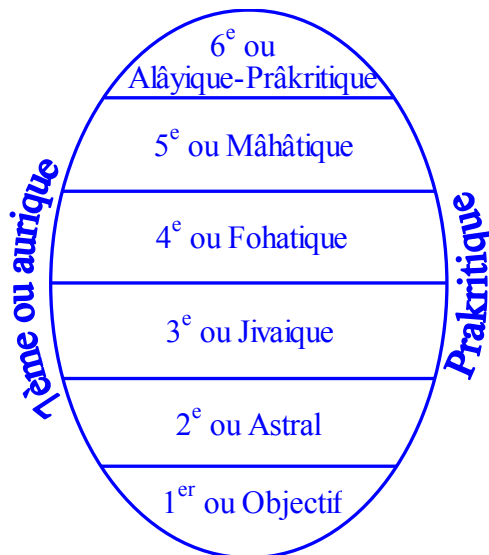 6e ou
Alâyique-Prâkritique
5e ou Mâhâtique
7ème ou aurique
Prakritique
4e ou Fohatique
3e ou Jivaique
2e ou Astral
1er ou Objectif